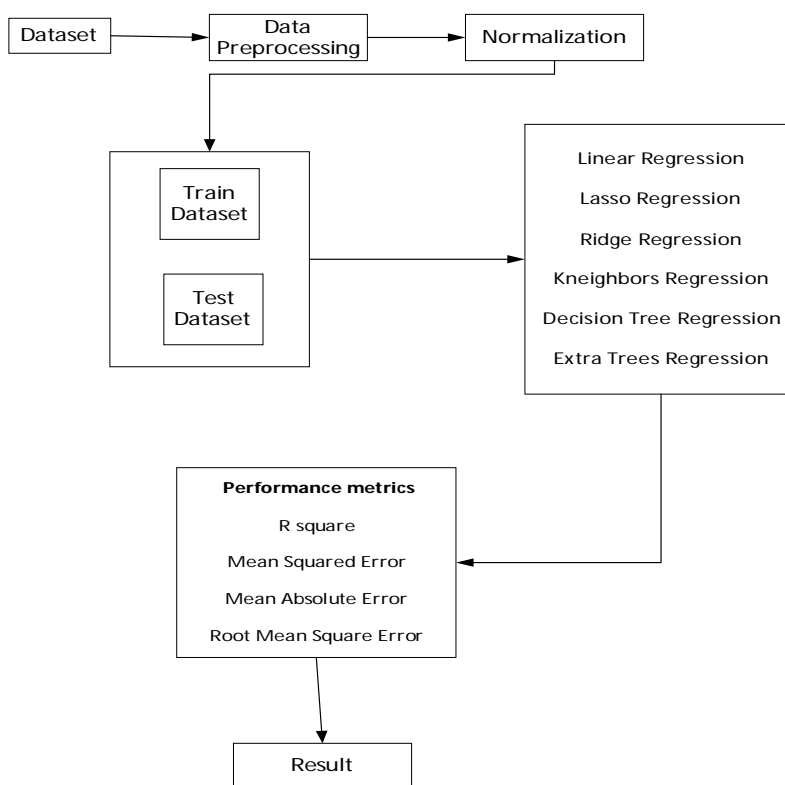 Dataset
Data
Preprocessing
Normalization
Train
Dataset
Test
Dataset
Linear Regression
Lasso Regression
Ridge Regression
Kneighbors Regression
Decision Tree Regression
Extra Trees Regression
Performance metrics
R square
Mean Squared Error
Mean Absolute Error
Root Mean Square Error
Result